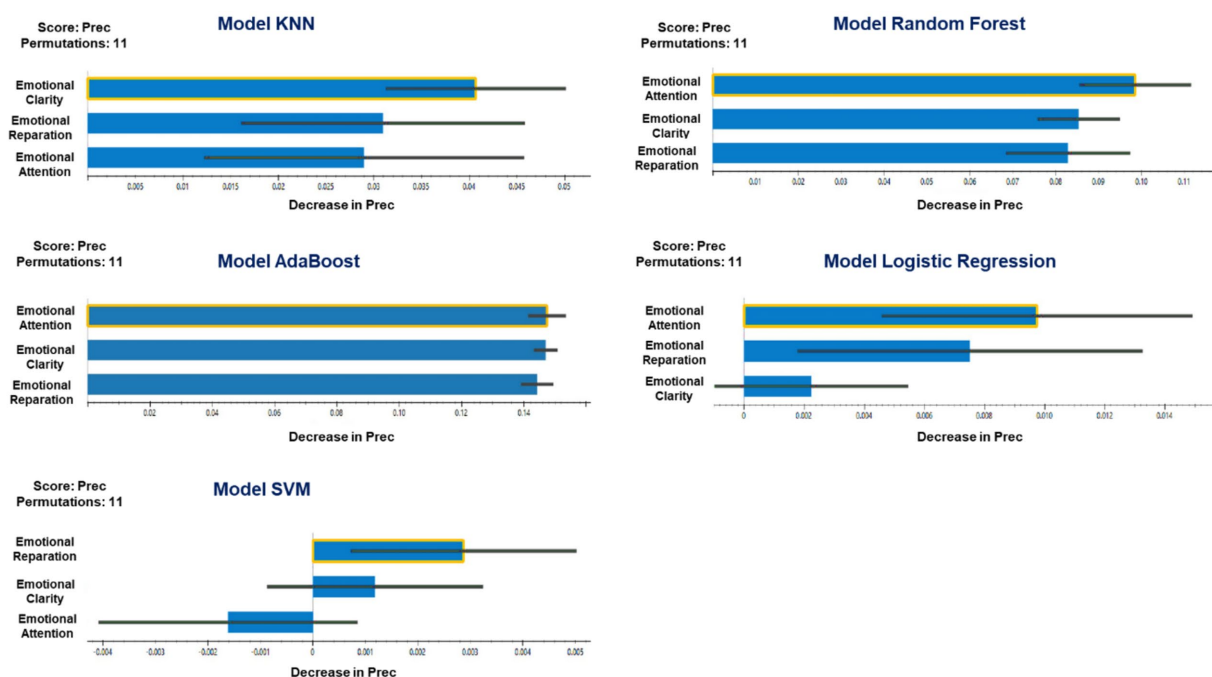 Score: Prec
Permutations: 11
Model KNN
Emotional
Clarity
Emotional
Reparation
Emotional
Attention
0.005 0.01 0.015 0.02 0.025 0.03 0.035 0.04 0.045 0.05
Decrease in Prec
Score: Prec
Permutations: 11
Model Random Forest
Emotional
Attention
Emotional
Clarity
Emotional
Reparation
0.01 0.02 0.03 0.04 0.05 0.06 0.07 0.08 0.09 0.10 0.11
Decrease in Prec
Score: Prec
Permutations: 11
Model AdaBoost
Emotional
Attention
Emotional
Clarity
Emotional
Reparation
0.02 0.04 0.06 0.08 0.10 0.12 0.14
Decrease in Prec
Score: Prec
Permutations: 11
Model Logistic Regression
Emotional
Attention
Emotional
Reparation
Emotional
Clarity
0 0.002 0.004 0.006 0.008 0.010 0.012 0.014
Decrease in Prec
Score: Prec
Permutations: 11
Model SVM
Emotional
Reparation
Emotional
Clarity
Emotional
Attention
-0.004 -0.003 -0.002 -0.001 0 0.001 0.002 0.003 0.004 0.005
Decrease in Prec